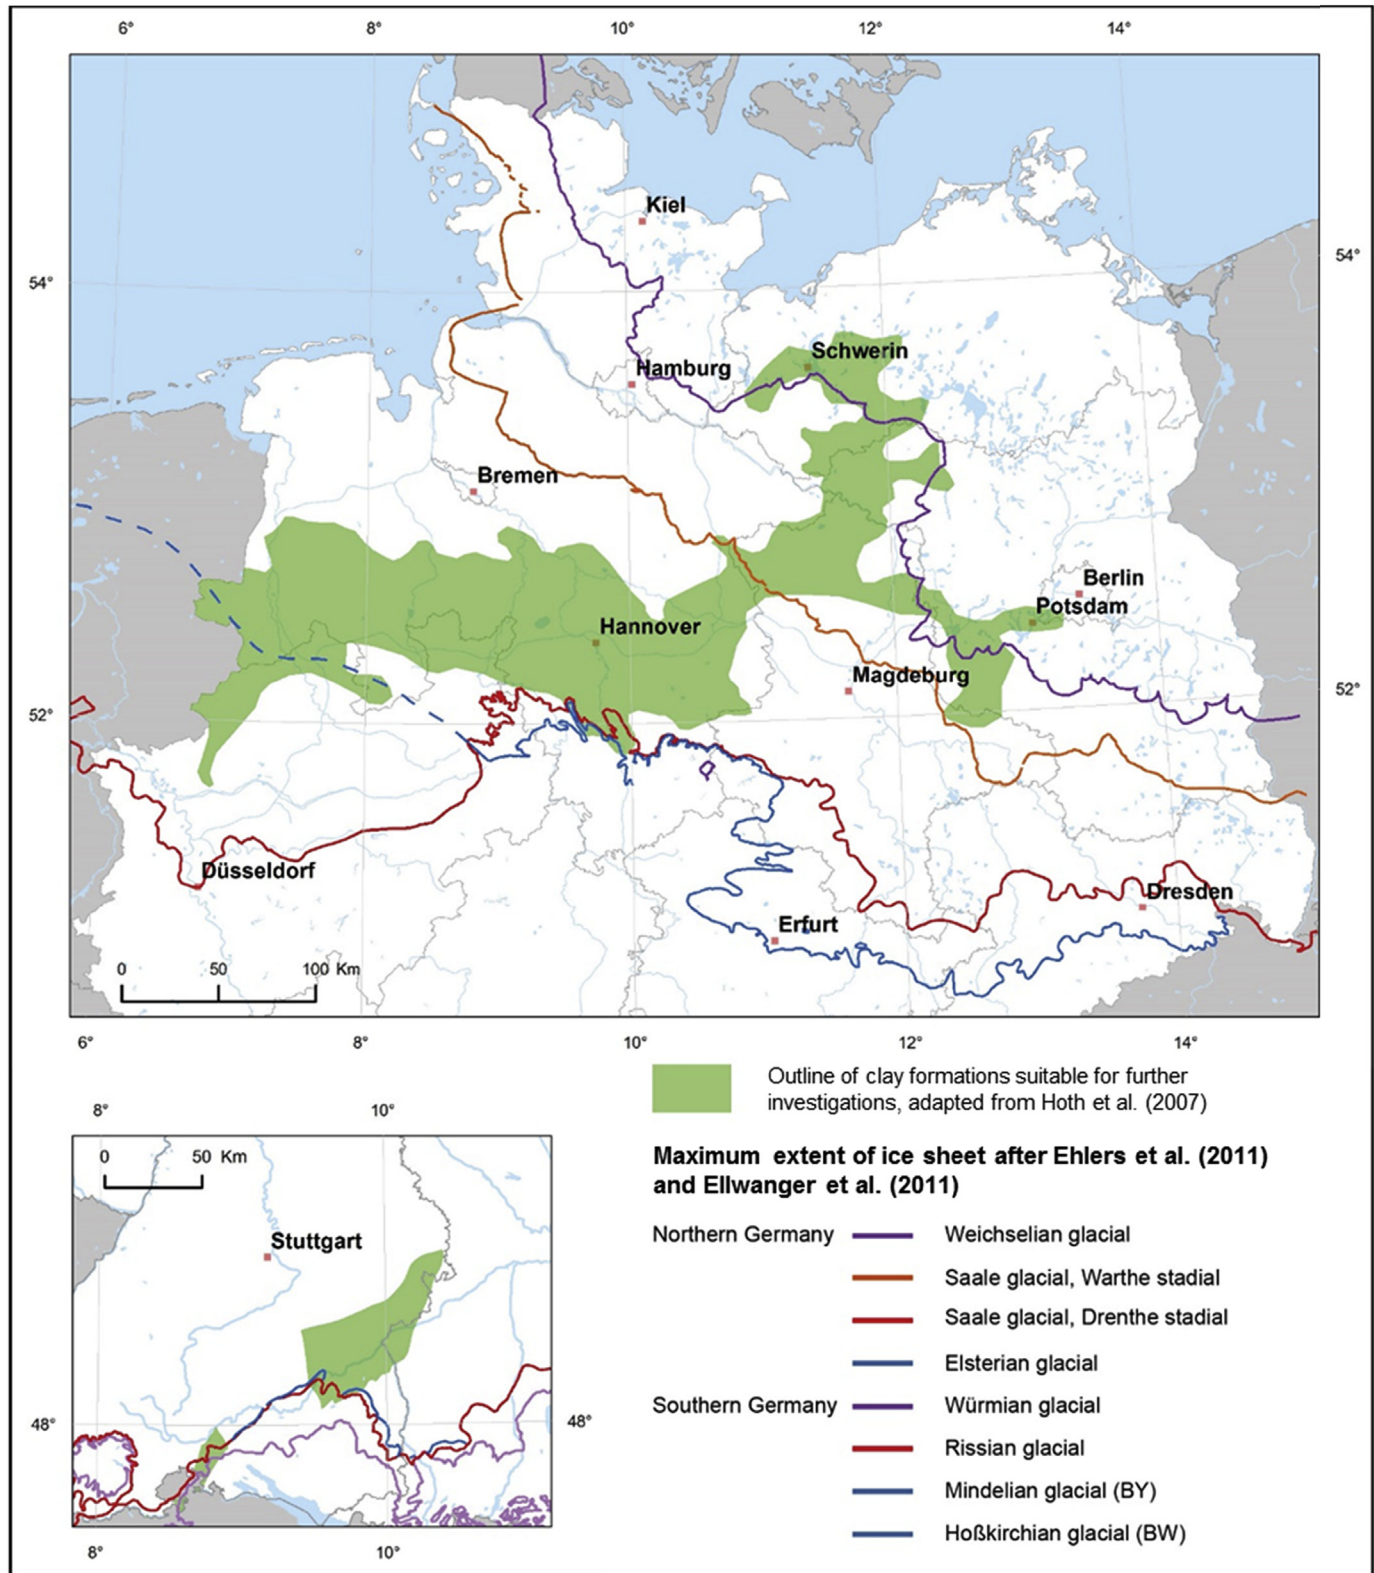 6° 8° 10° 12° 14°
Kiel
54° 54°
Schwerin
Hamburg
Bremen
Berlin
Potsdam
Hannover
Magdeburg
52° 52°
Düsseldorf
Dresden
Erfurt
0 50 100 Km
6° 8° 10° 12° 14°
Outline of clay formations suitable for further
investigations, adapted from Hoth et al. (2007)
Maximum extent of ice sheet after Ehlers et al. (2011)
and Ellwanger et al. (2011)
Northern Germany Weichselian glacial
Saale glacial, Warthe stadial
Saale glacial, Drenthe stadial
Elsterian glacial
Southern Germany Würmian glacial
Rissian glacial
Mindelian glacial (BY)
Hoßkirchian glacial (BW)
8° 10°
0 50 Km
Stuttgart
48° 48°
8° 10°